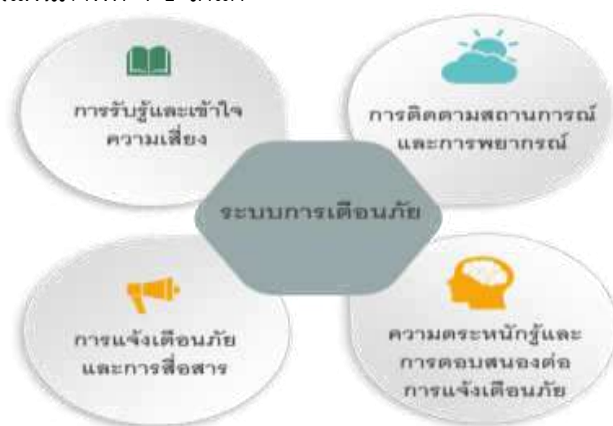 การรับรู้และเข้าใจ
ความเสี่ยง
การติดตามสถานการณ์
และการพยากรณ์
ระบบการเตือนภัย
การแจ้งเตือนภัย
และการสื่อสาร
ความตระหนักรู้และ
การตอบสนองต่อ
การแจ้งเตือนภัย